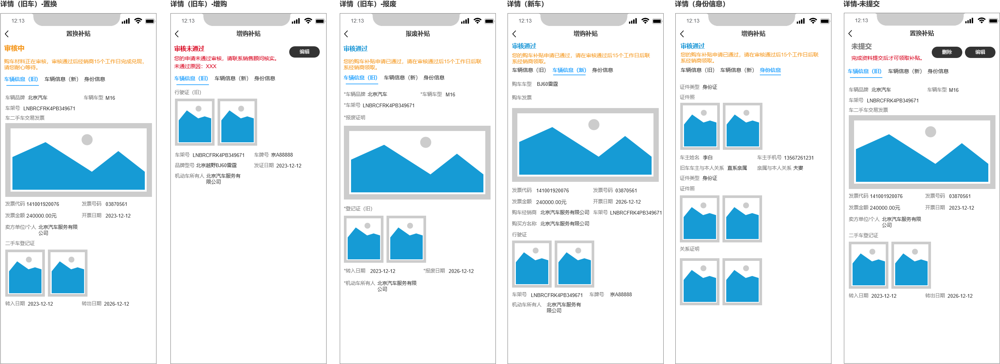 详情（旧车）-置换
12:13
置换补贴
审核中
购车材料正在审核，审核通过后经销商15个工作日完成兑现，
请您耐心等待。
车辆信息（旧） 车辆信息（新） 身份信息
车辆品牌 北京汽车 车辆车型 M16
车架号 LNBRCFRK4PB349671
车二手车交易发票
发票代码 141001920076 发票号码 03870561
发票金额 240000.00元 开票日期 2023-12-12
卖方单位/个人 北京汽车服务有限
公司
二手车登记证
转入日期 2023-12-12 转出日期 2026-12-12
详情（旧车）-增购
12:13
增购补贴
审核未通过
编辑
您的申请未通过审核，请联系销售顾问核实。
未通过原因：XXX
车辆信息（旧） 车辆信息（新） 身份信息
行驶证（旧）
车架号 LNBRCFRK4PB349671 车牌号 京A88888
品牌型号 北京越野BJ60雷霆 发证日期 2023-12-12
机动车所有人 北京汽车服务有
限公司
详情（旧车）-报废
12:13
报废补贴
审核通过
您的购车补贴申请已通过，请在审核通过后15个工作日后联
系经销商领取。
车辆信息（旧） 车辆信息（新） 身份信息
*车辆品牌 北京汽车 *车辆车型 M16
*车架号 LNBRCFRK4PB349671
*报废证明
*登记证（旧）
*转入日期 2023-12-12 *报废日期 2026-12-12
*机动车所有人 北京汽车服务有限
公司
详情（新车）
12:13
增购补贴
审核通过
您的购车补贴申请已通过，请在审核通过后15个工作日后联
系经销商领取。
车辆信息（旧） 车辆信息（新） 身份信息
购车车型 BJ60雷霆
购车发票
发票代码 141001920076 发票号码 03870561
发票金额 240000.00元 开票日期 2026-12-12
购车经销商 北京汽车服务有限公司 车架号 LNBRCFRK4PB349671
购买方名称 北京汽车服务有限公司
行驶证
车架号 LNBRCFRK4PB349671 车牌号 京A88888
机动车所有人 北京汽车服务有
限公司
详情（身份信息）
12:13
增购补贴
审核通过
您的购车补贴申请已通过，请在审核通过后15个工作日后联
系经销商领取。
车辆信息（旧） 车辆信息（新） 身份信息
证件类型 身份证
证件照
车主姓名 李白 车主手机号 13567261231
旧车车主与本人关系 直系亲属 亲属与本人关系 夫妻
证件类型 身份证
证件照
关系证明
详情-未提交
12:13
置换补贴
未提交
删除 编辑
完成资料提交后才可领取补贴。
车辆信息（旧） 车辆信息（新） 身份信息
车辆品牌 北京汽车 车辆车型 M16
车架号 LNBRCFRK4PB349671
车二手车交易发票
发票代码 141001920076 发票号码 03870561
发票金额 240000.00元 开票日期 2023-12-12
卖方单位/个人 北京汽车服务有限
公司
二手车登记证
转入日期 2023-12-12 转出日期 2026-12-12